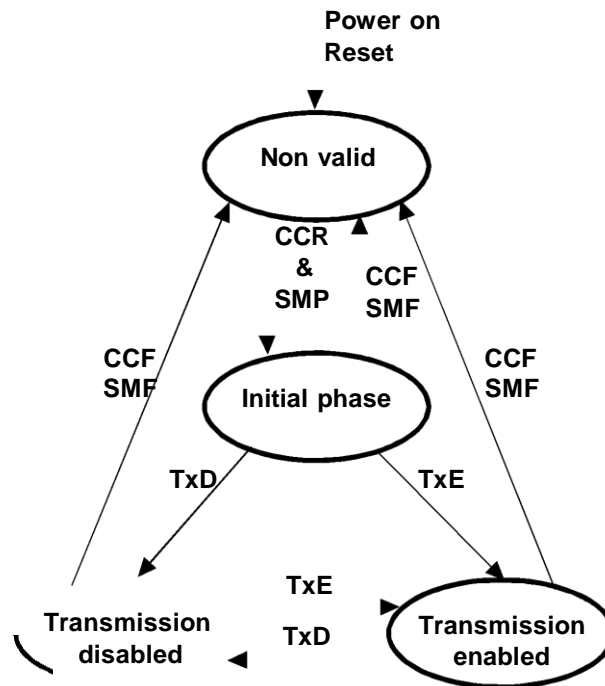 Power on
Reset
Non valid
CCR
&
SMP
CCF
SMF
CCF
SMF
CCF
SMF
Initial phase
TxD
TxE
TxE
TxD
Transmission
disabled
Transmission
enabled